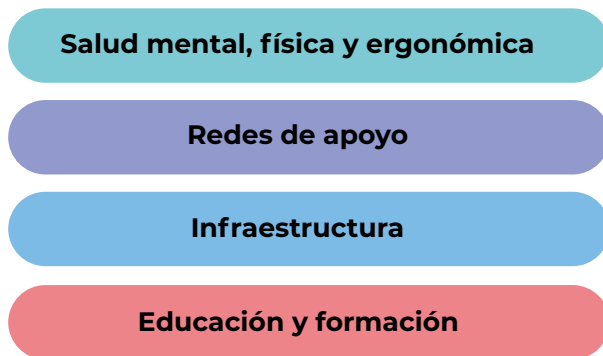 Salud mental, física y ergonómica
Redes de apoyo
Infraestructura
Educación y formación